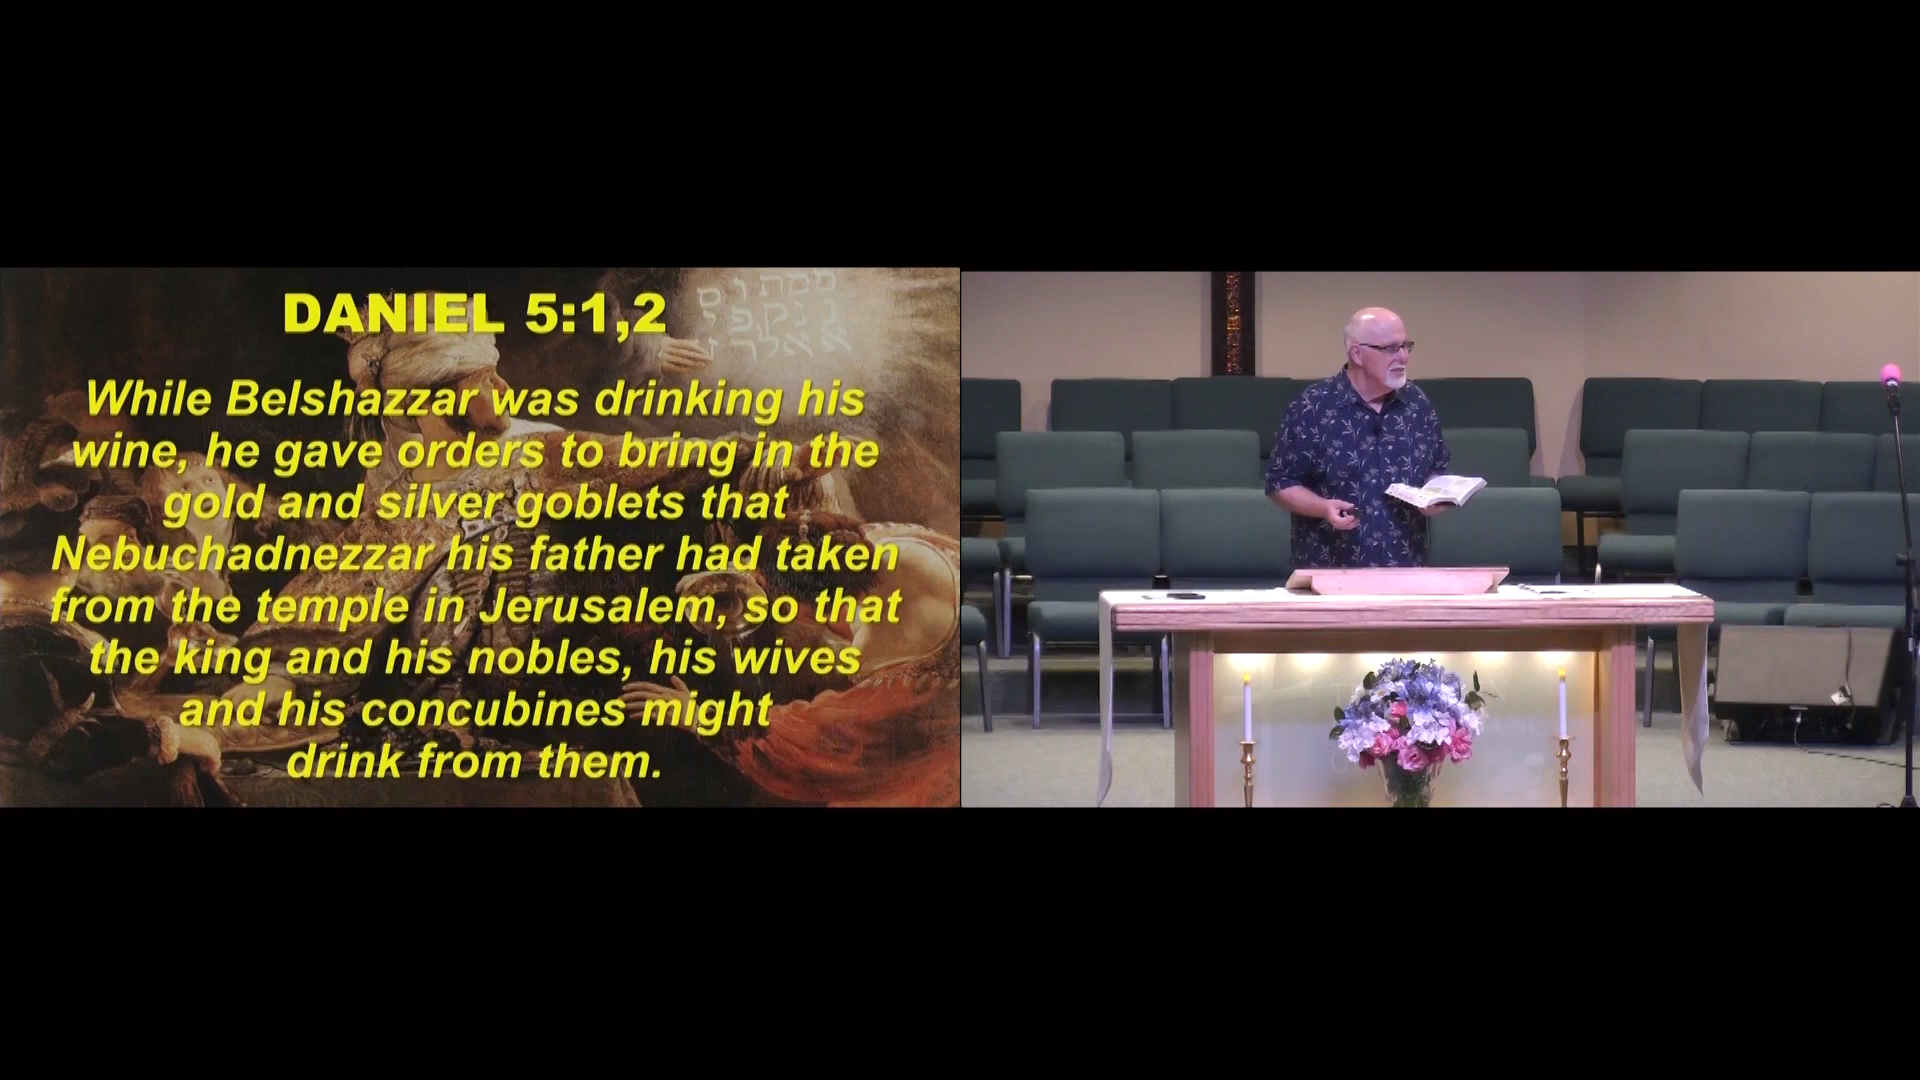 DANIEL 5:1,2
While Belshazzar was drinking his
wine, he gave orders to bring in the
gold and silver goblets that
Nebuchadnezzar his father had taken
from the temple in Jerusalem, so that
the king and his nobles, his wives
and his concubines might
drink from them.